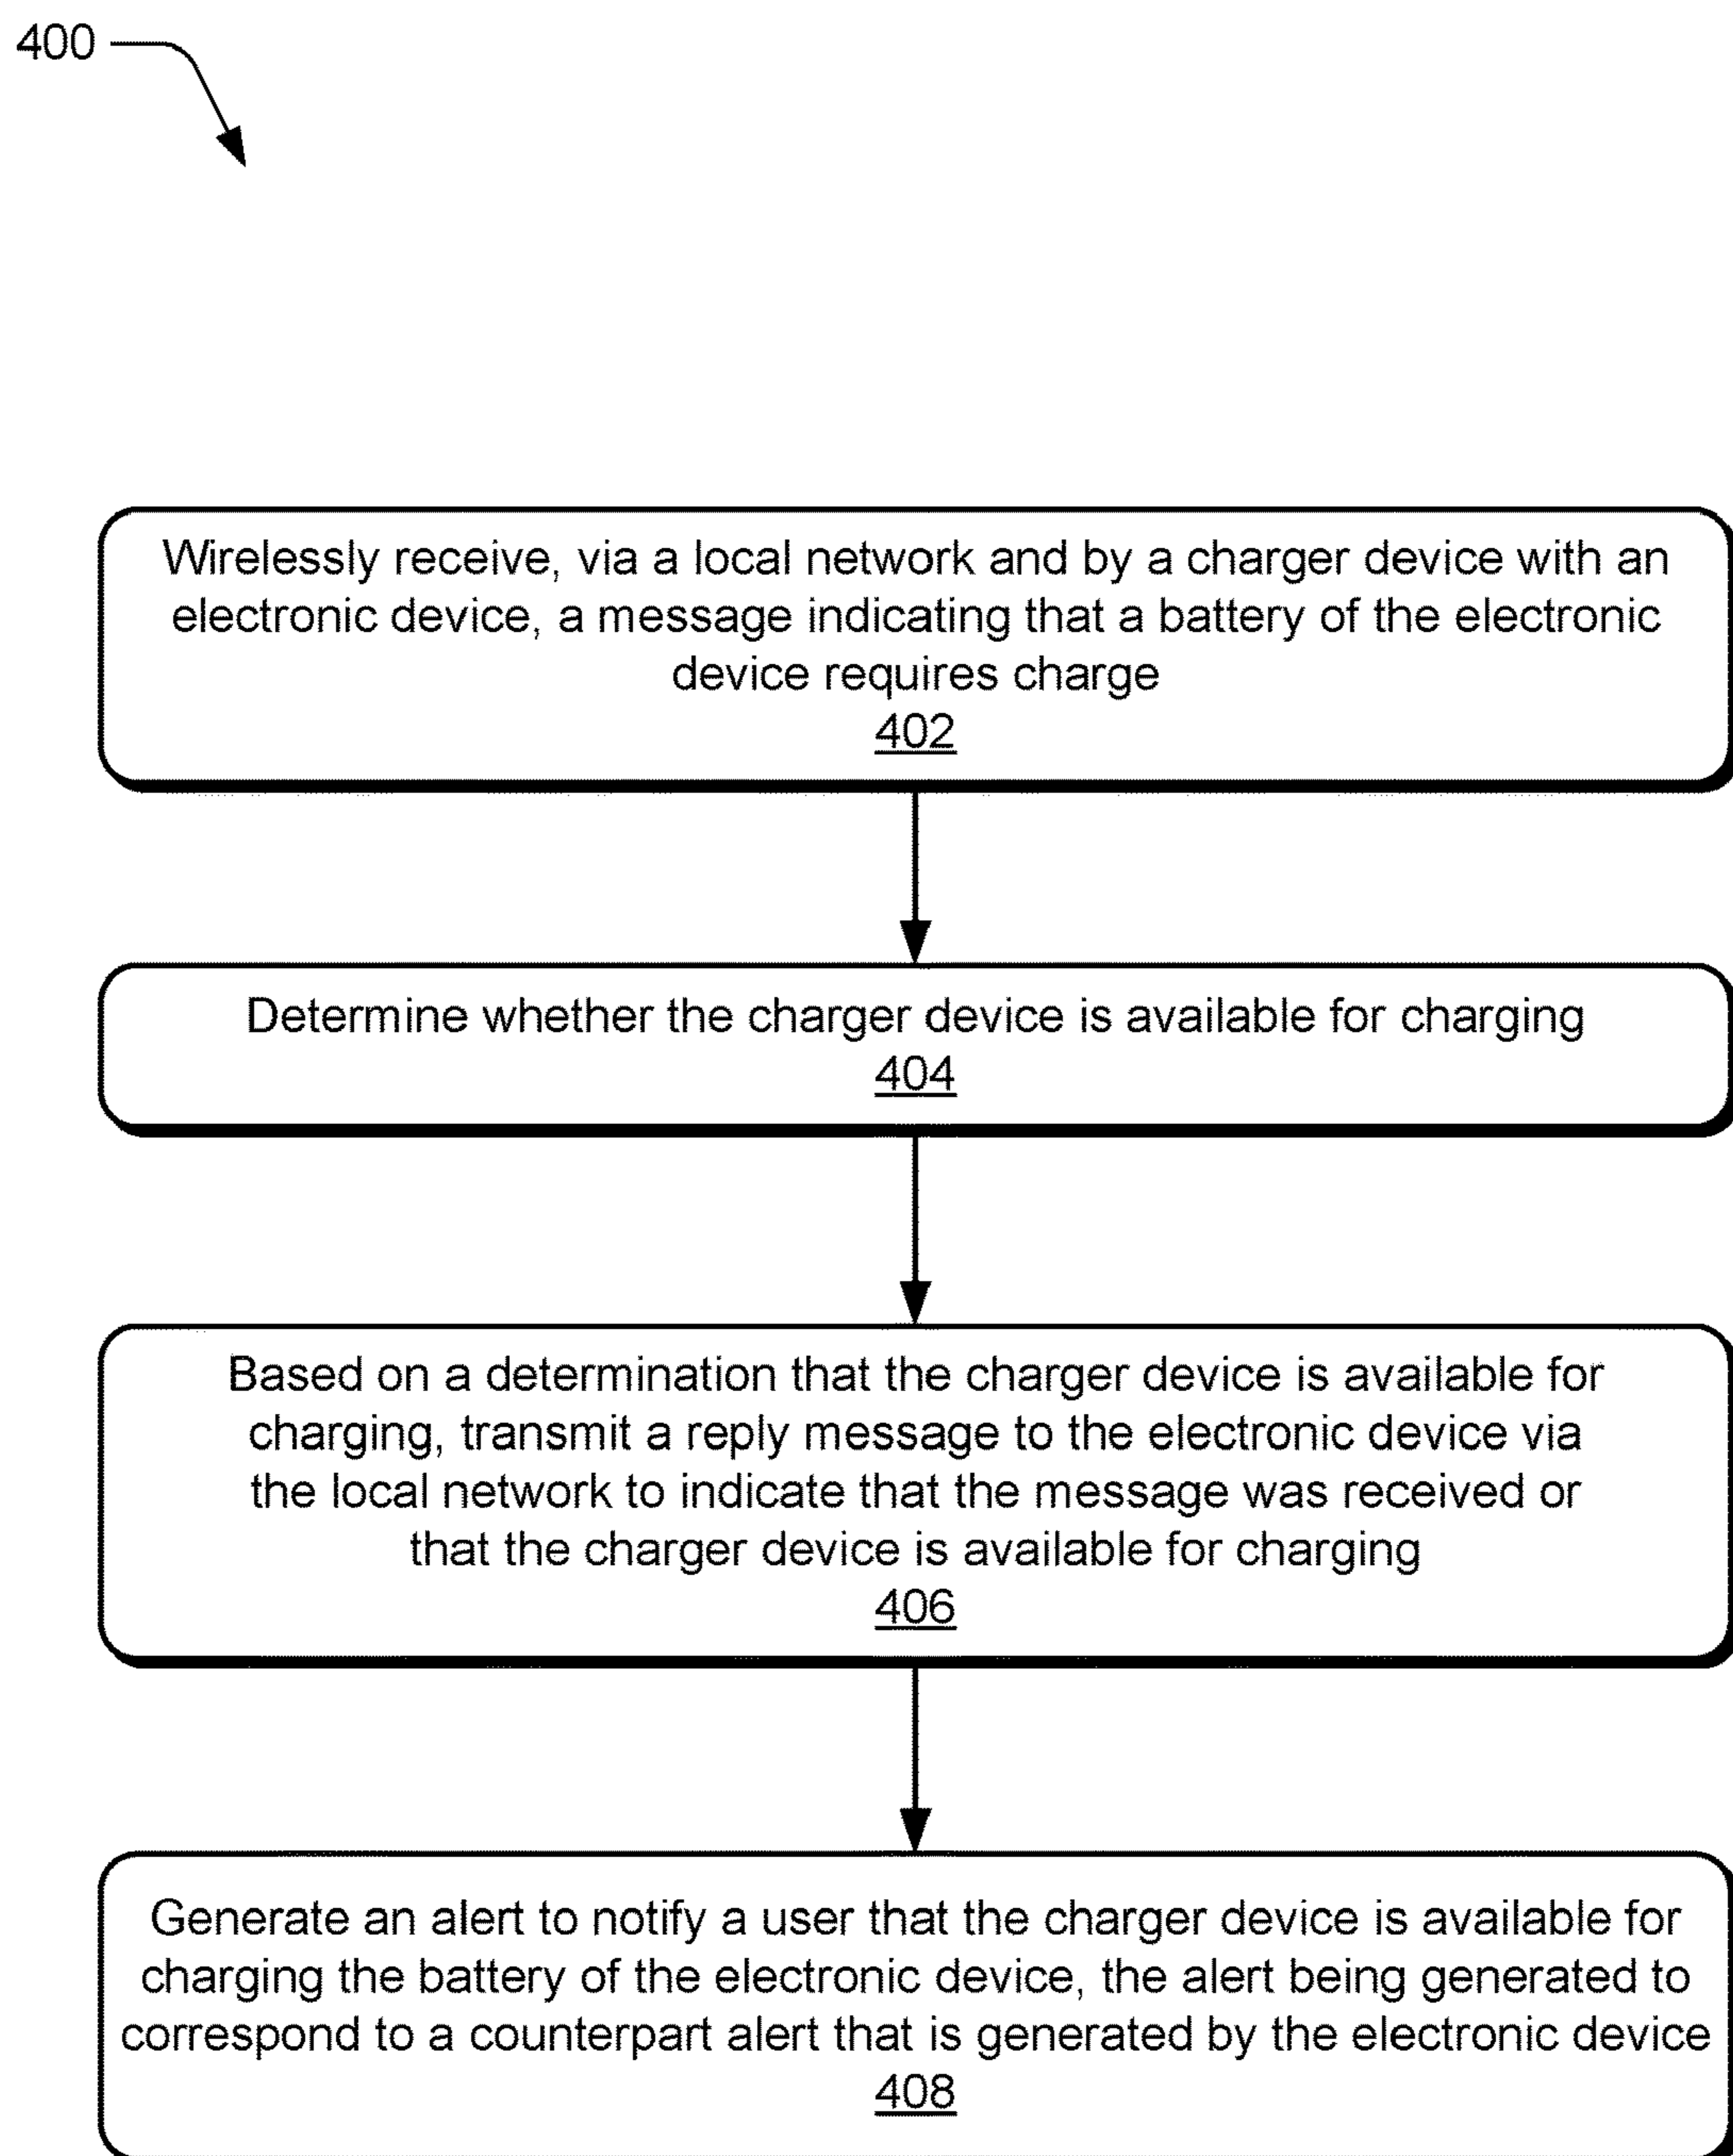 400
Wirelessly receive, via a local network and by a charger device with an
electronic device, a message indicating that a battery of the electronic
device requires charge
402
Determine whether the charger device is available for charging
404
Based on a determination that the charger device is available for
charging, transmit a reply message to the electronic device via
the local network to indicate that the message was received or
that the charger device is available for charging
406
Generate an alert to notify a user that the charger device is available for
charging the battery of the electronic device, the alert being generated to
correspond to a counterpart alert that is generated by the electronic device
408